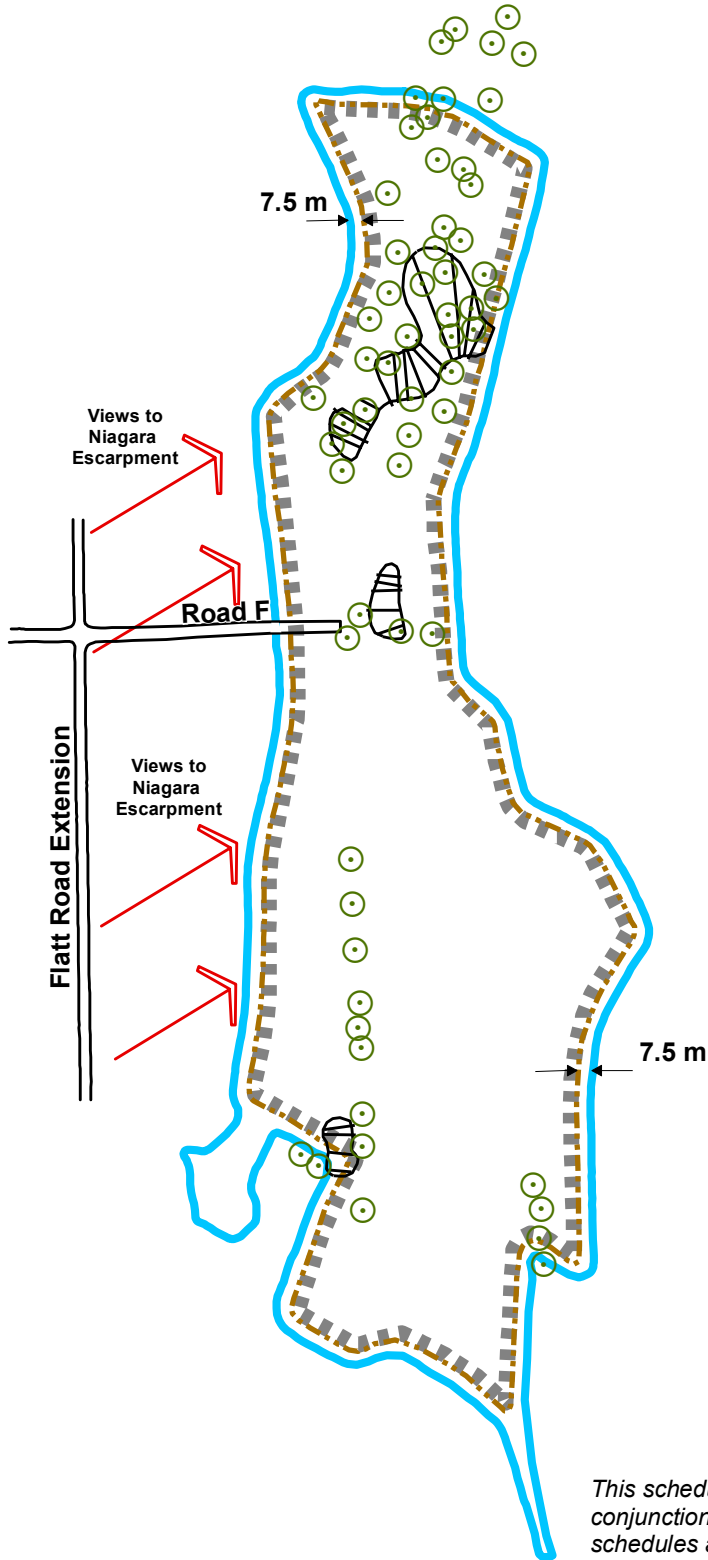 7.5 m
Views to
Niagara
Escarpment
Road F
Flatt Road Extension
Views to
Niagara
Escarpment
7.5 m
This
conjunction
schedules